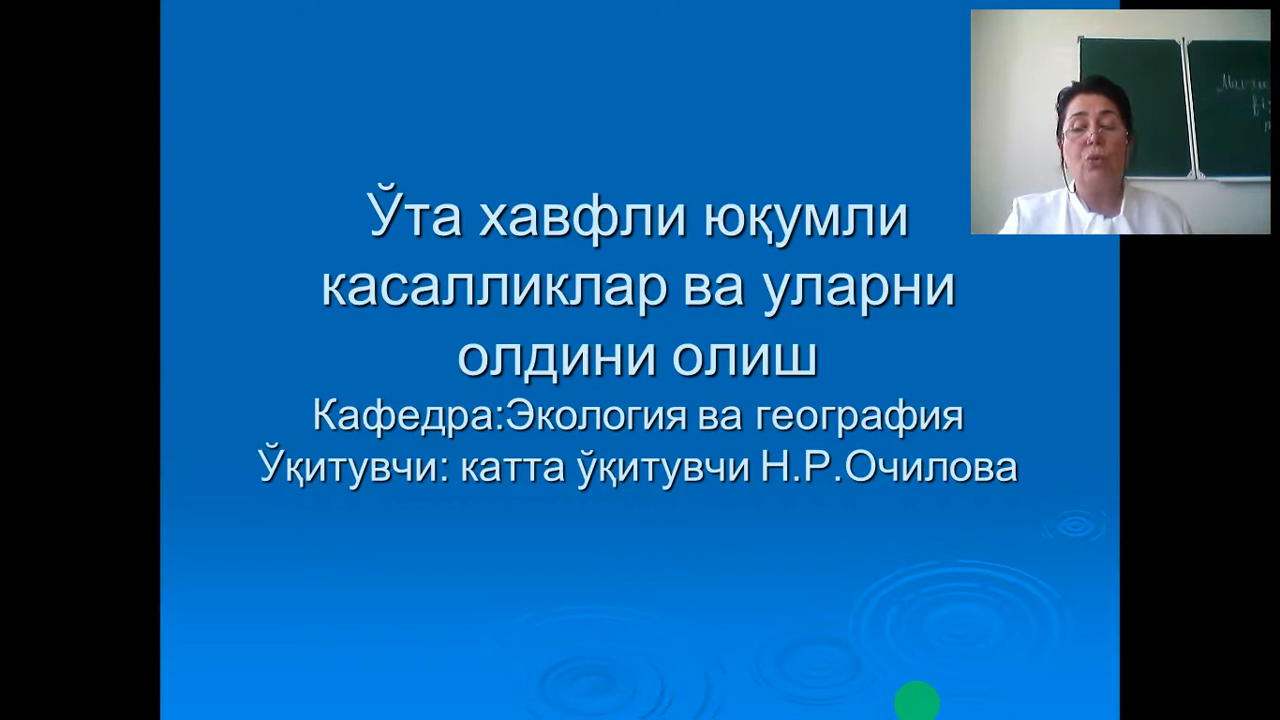 Ўта хавфли юқумли
касалликлар ва уларни
олдини олиш
Кафедра:Экология ва география
Ўқитувчи: катта ўқитувчи Н.Р.Очилова